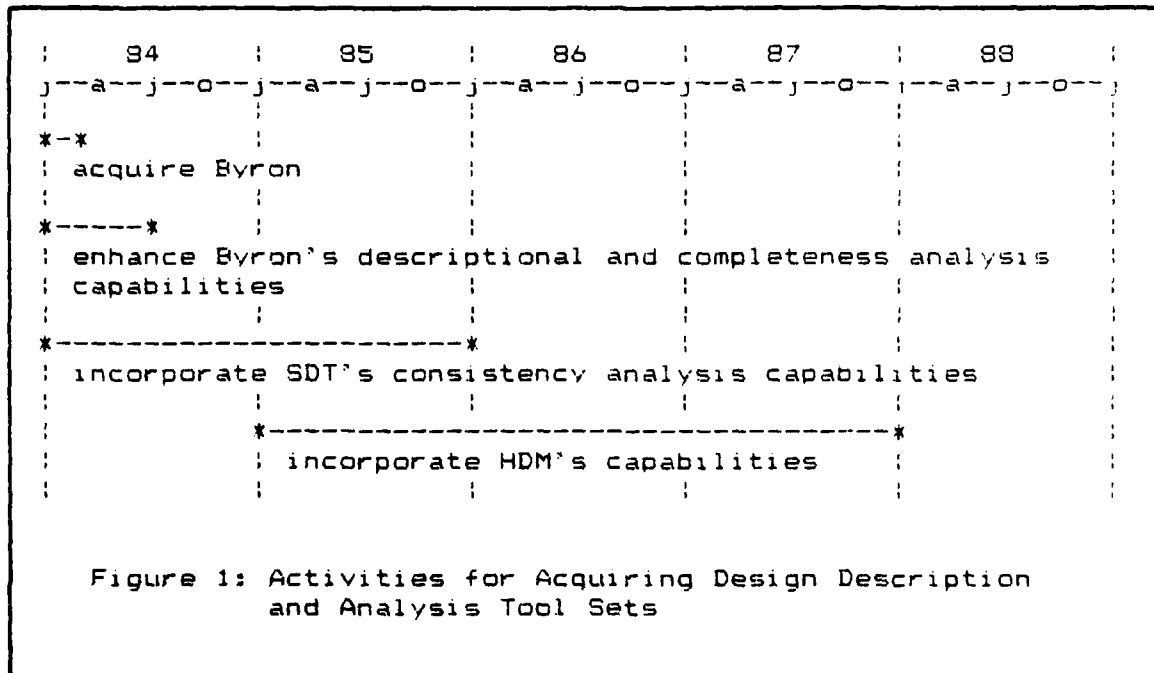 : 84 : 85 : 86 : 87 : 88 :
j--a--j--o--j--a--j--o--j--a--j--o--j--a--j--o--j--a--j--o--j
*-*
: acquire Byron
*-----*
: enhance Byron's descriptional and completeness analysis
capabilities
*-----------------------*
: incorporate SDT's consistency analysis capabilities
*-----------------------------------*
: incorporate HDM's capabilities
Figure 1: Activities for Acquiring Design Description
and Analysis Tool Sets